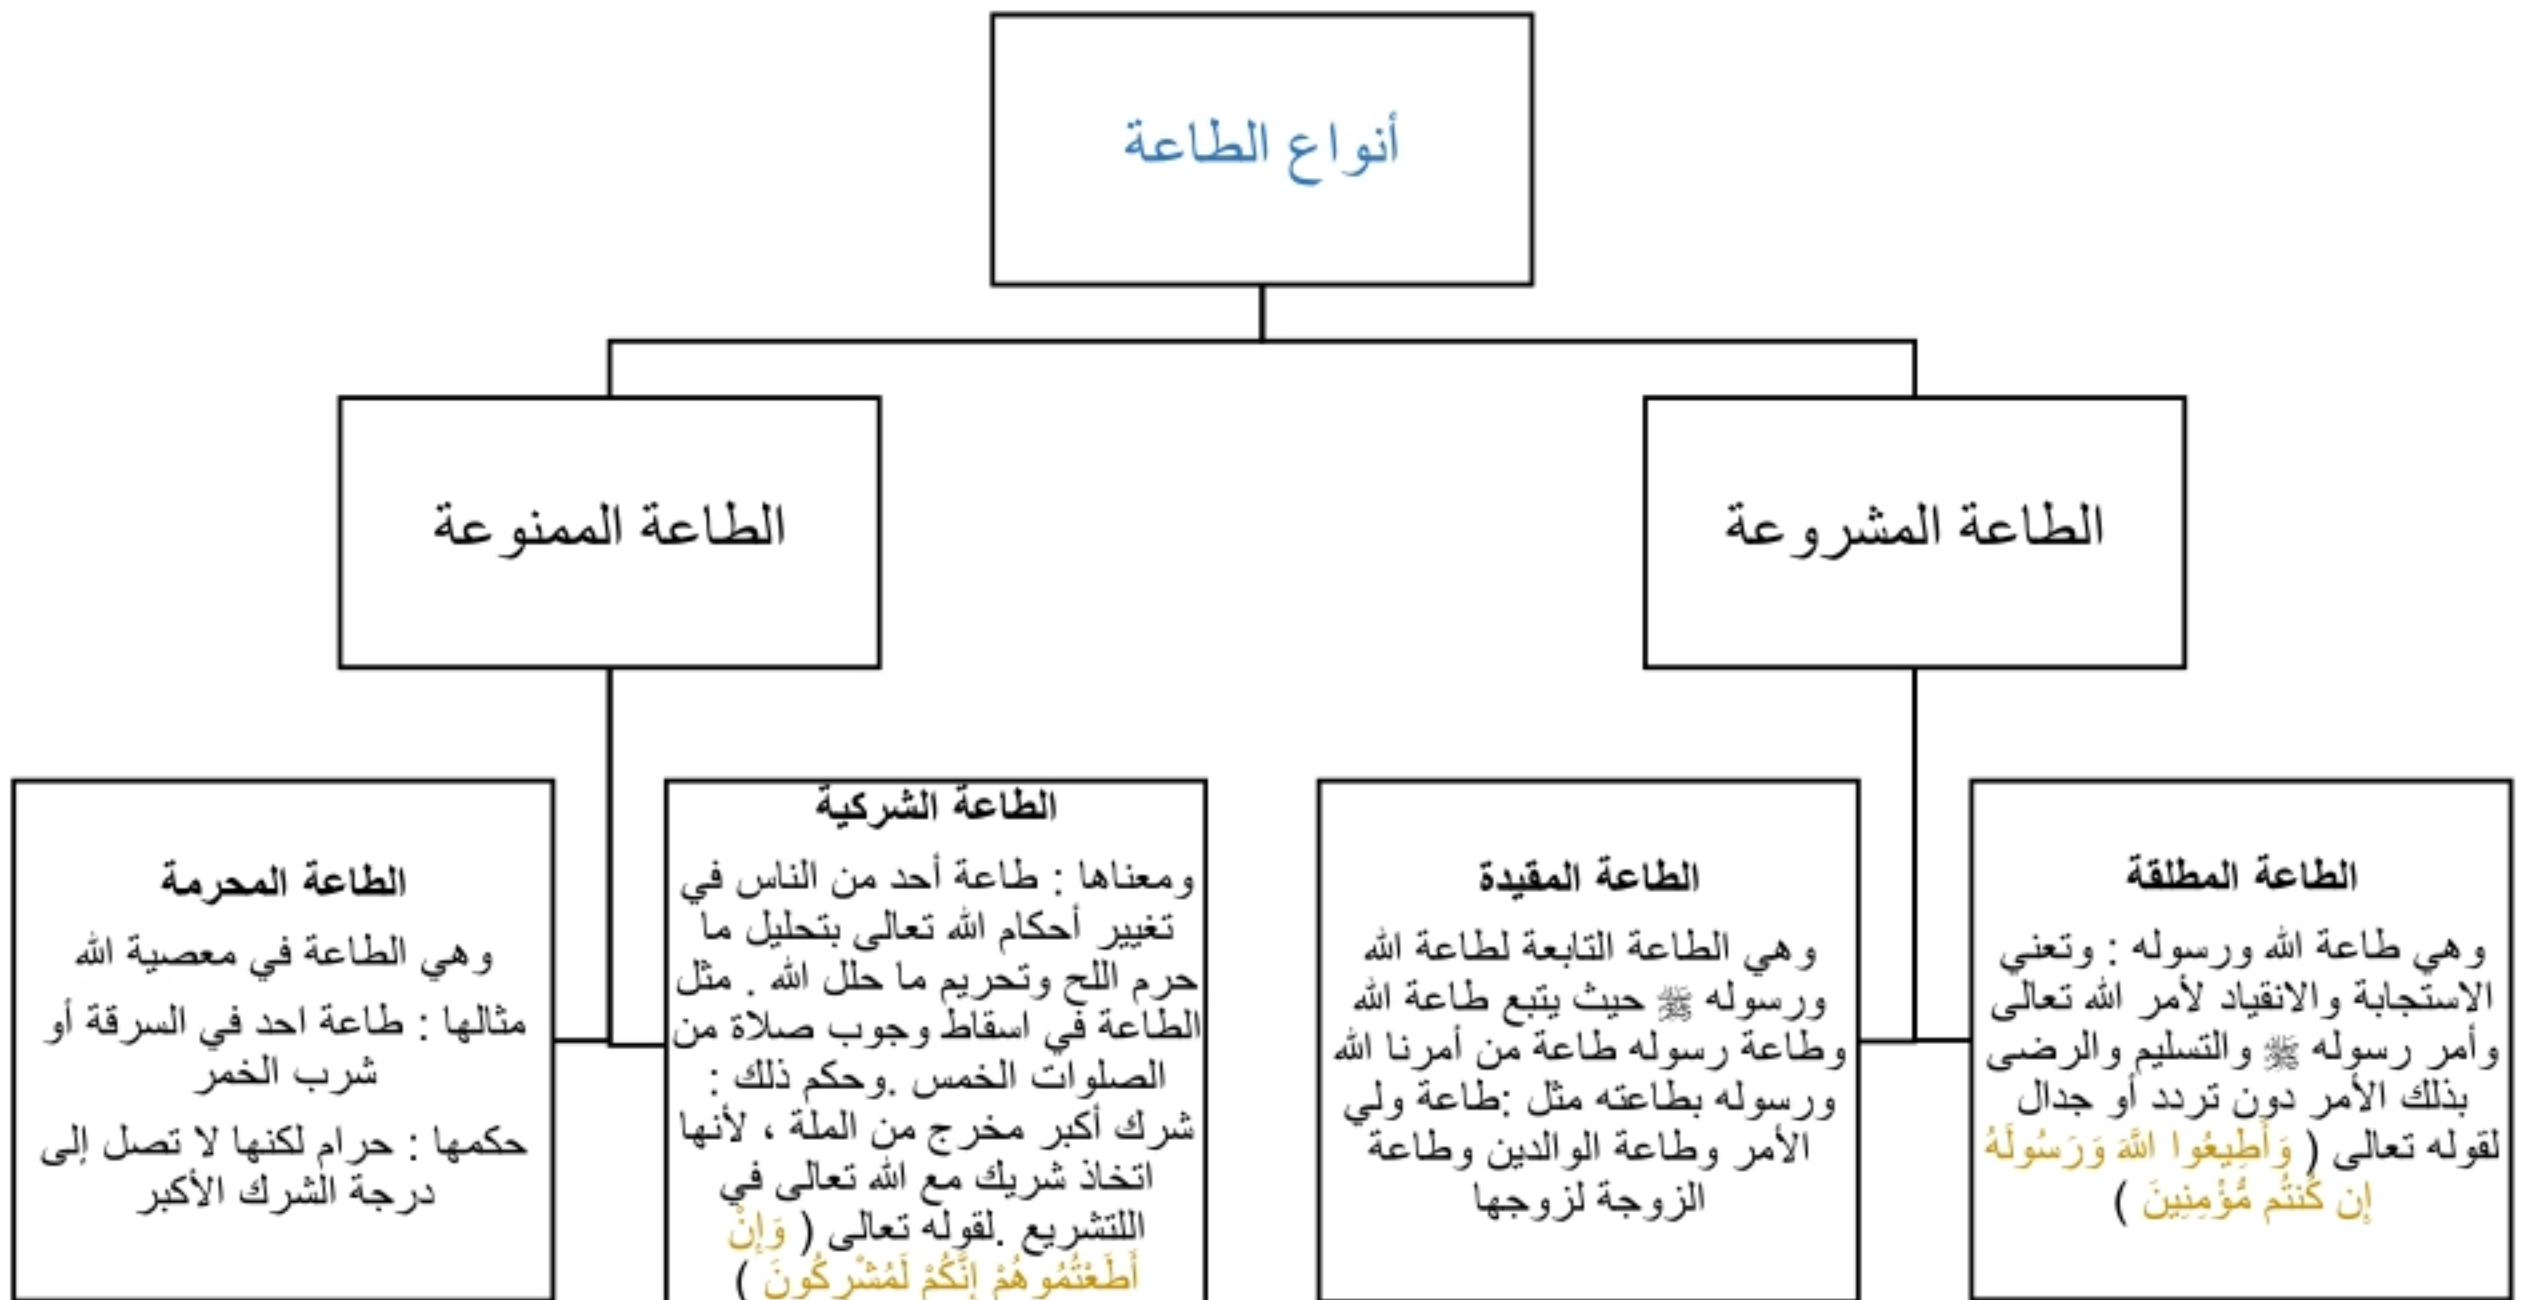 أنواع الطاعة
الطاعة المشروعة
الطاعة الممنوعة
الطاعة المطلقة
وهي طاعة الله ورسوله : وتعني
الاستجابة والانقياد لأمر الله تعالى
وأمر رسوله ﷺ والتسليم والرضى
بذلك الأمر دون تردد أو جدال
لقوله تعالى ( وَأَطِيعُوا اللَّهَ وَرَسُولَهُ
إِن كُنتُم مُّؤْمِنِينَ )
الطاعة المقيدة
وهي الطاعة التابعة لطاعة الله
ورسوله ﷺ حيث يتبع طاعة الله
وطاعة رسوله طاعة من أمرنا الله
ورسوله بطاعته مثل :طاعة ولي
الأمر وطاعة الوالدين وطاعة
الزوجة لزوجها
الطاعة الشركية
ومعناها : طاعة أحد من الناس في
تغيير أحكام الله تعالى بتحليل ما
حرم اللح وتحريم ما حلل الله . مثل
الطاعة في اسقاط وجوب صلاة من
الصلوات الخمس .وحكم ذلك :
شرك أكبر مخرج من الملة ، لأنها
اتخاذ شريك مع الله تعالى في
اللتشريع .لقوله تعالى ( وَإِنْ
أَطَعْتُمُوهُمْ إِنَّكُمْ لَمُشْرِكُونَ )
الطاعة المحرمة
وهي الطاعة في معصية الله
مثالها : طاعة احد في السرقة أو
شرب الخمر
حكمها : حرام لكنها لا تصل إلى
درجة الشرك الأكبر